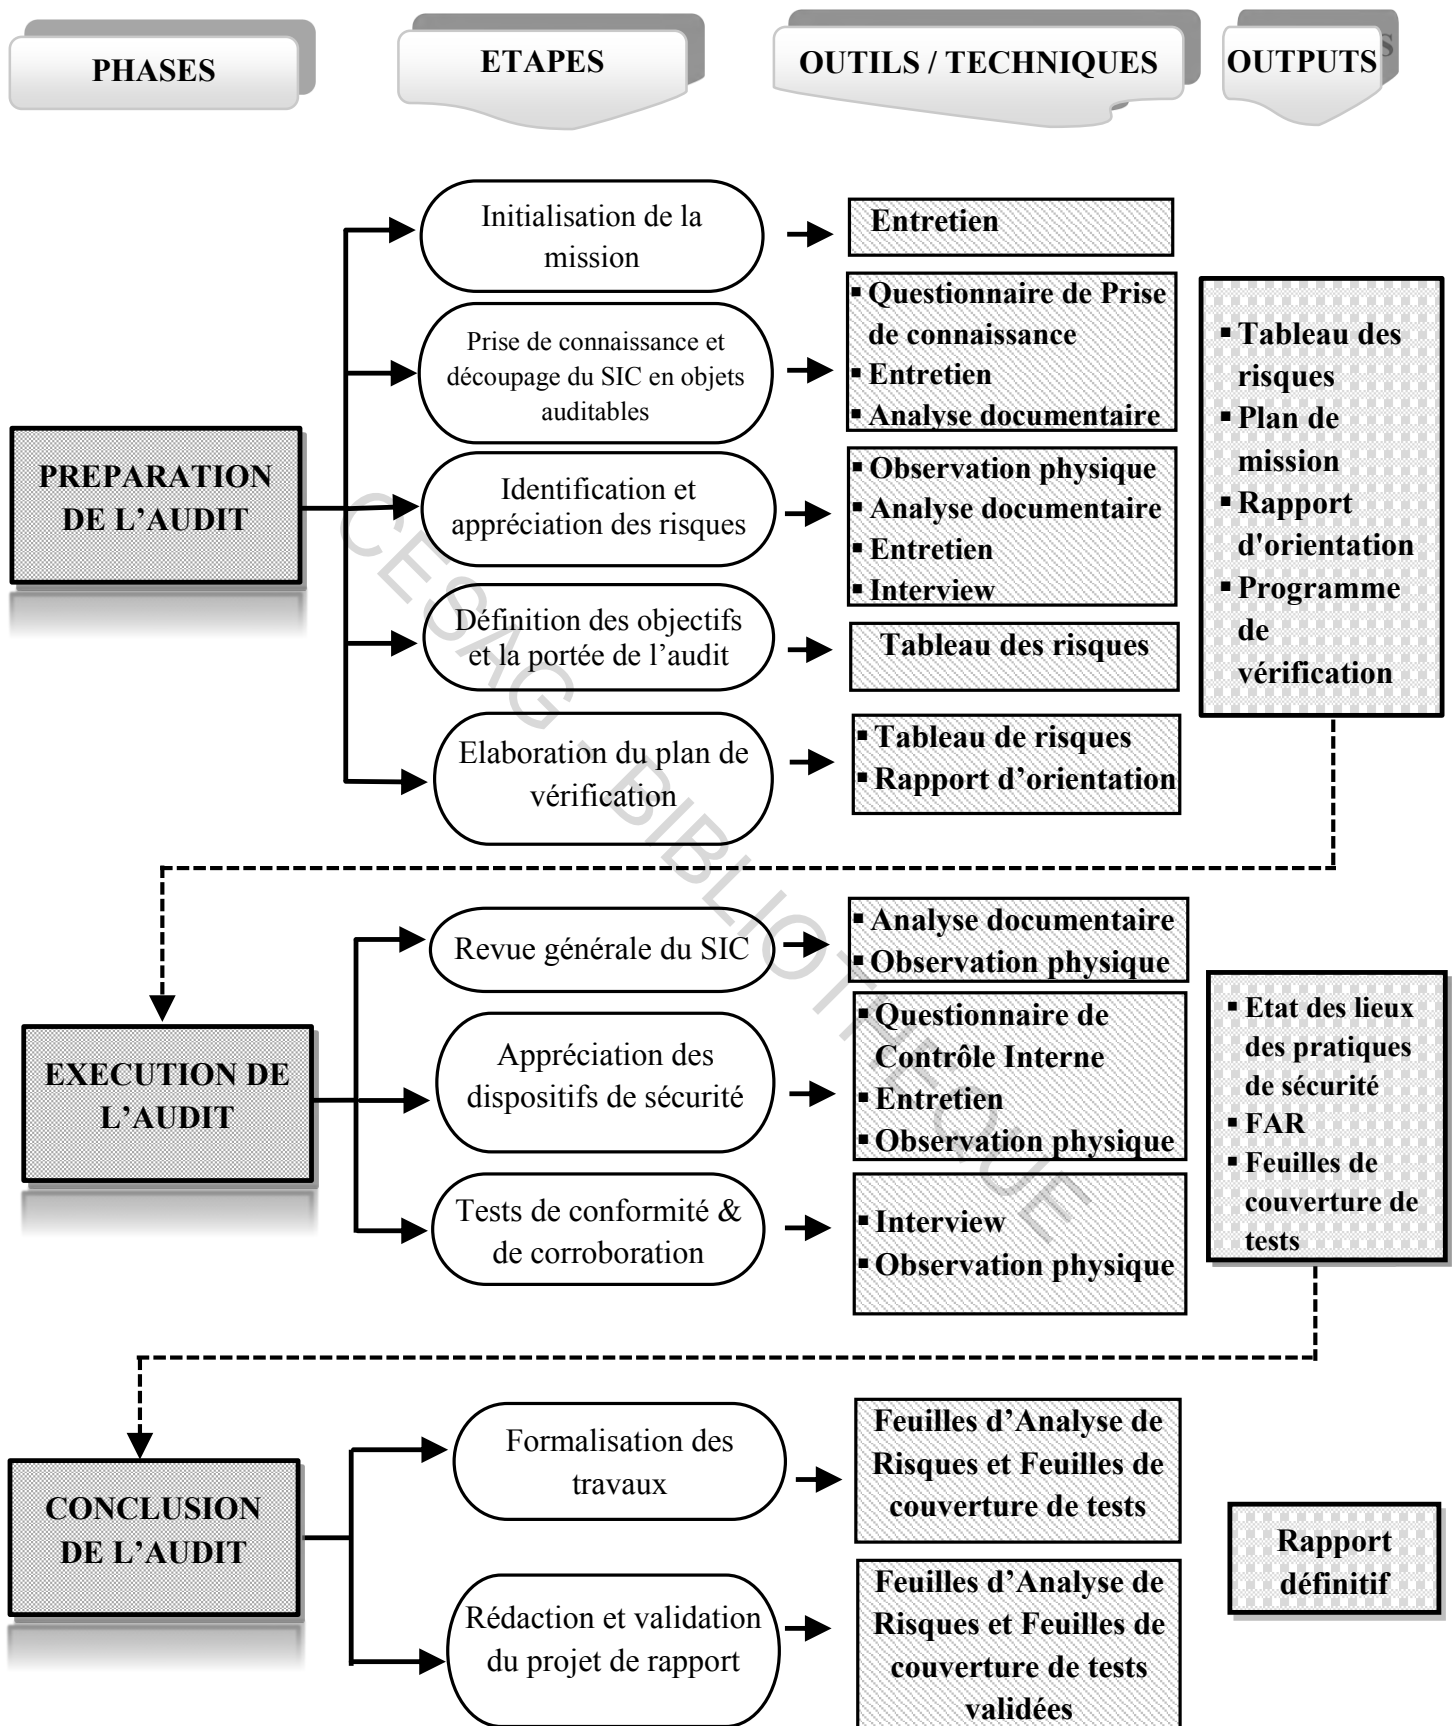 PHASES
ETAPES
OUTILS / TECHNIQUES
OUTPUTS
Initialisation de la
mission
Entretien
Prise de connaissance et
découpage du SIC en objets
auditables
▪ Questionnaire de Prise
de connaissance
▪ Entretien
▪ Analyse documentaire
PREPARATION
DE L’AUDIT
Identification et
appréciation des risques
▪ Observation physique
▪ Analyse documentaire
▪ Entretien
▪ Interview
Définition des objectifs
et la portée de l’audit
Tableau des risques
Elaboration du plan de
vérification
▪ Tableau de risques
▪ Rapport d’orientation
▪ Tableau des
risques
▪ Plan de
mission
▪ Rapport
d'orientation
▪ Programme
de
vérification
EXECUTION DE
L’AUDIT
Revue générale du SIC
▪ Analyse documentaire
▪ Observation physique
Appréciation des
dispositifs de sécurité
▪ Questionnaire de
Contrôle Interne
▪ Entretien
▪ Observation physique
Tests de conformité &
de corroboration
▪ Interview
▪ Observation physique
▪ Etat des lieux
des pratiques
de sécurité
▪ FAR
▪ Feuilles de
couverture de
tests
CONCLUSION
DE L’AUDIT
Formalisation des
travaux
Feuilles d’Analyse de
Risques et Feuilles de
couverture de tests
Rédaction et validation
du projet de rapport
Feuilles d’Analyse de
Risques et Feuilles de
couverture de tests
validées
Rapport
définitif
CESAG - BIBLIOTHEQUE